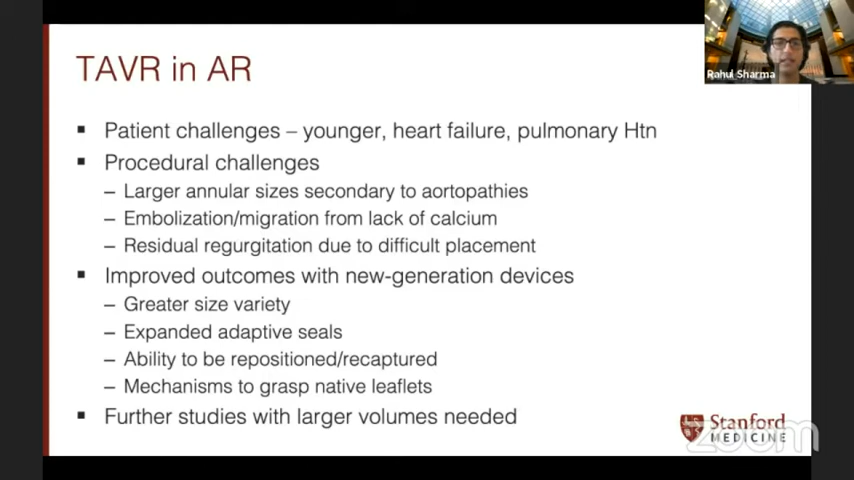 TAVR in AR
Rahul Sharma
▪ Patient challenges – younger, heart failure, pulmonary Htn
▪ Procedural challenges
– Larger annular sizes secondary to aortopathies
– Embolization/migration from lack of calcium
– Residual regurgitation due to difficult placement
▪ Improved outcomes with new-generation devices
– Greater size variety
– Expanded adaptive seals
– Ability to be repositioned/recaptured
– Mechanisms to grasp native leaflets
▪ Further studies with larger volumes needed
Stanford
MEDICINE
zoom